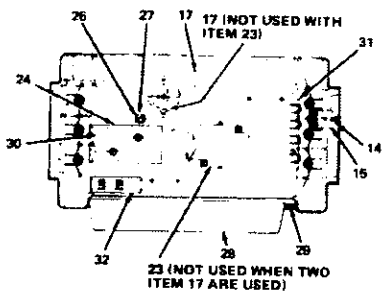 26
27
17
17 (NOT USED WITH
ITEM 23)
31
24
30
14
15
32
28
29
23 (NOT USED WHEN TWO
ITEM 17 ARE USED)